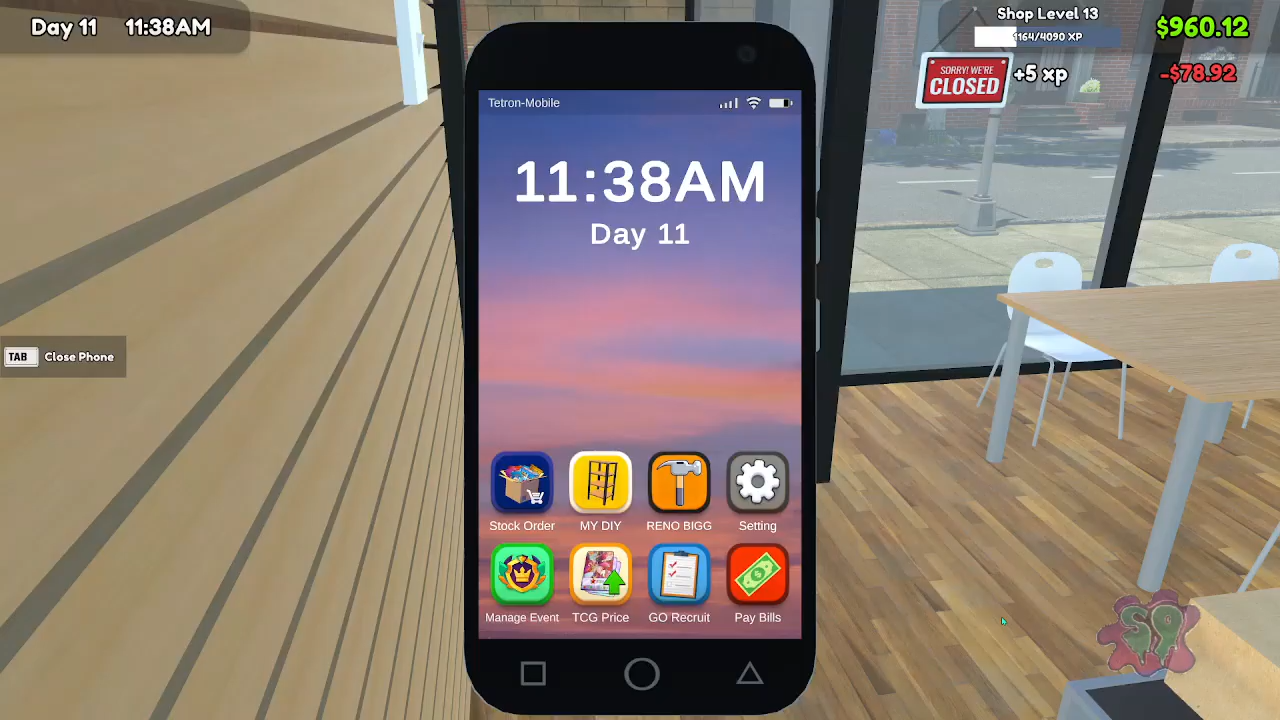 Day 11 11:38AM
Shop Level 13
1164/4090 XP
$960.12
-$78.92
+5 xp
SORRY! WE'RE
CLOSED
Tetron-Mobile
11:38AM
Day 11
TAB Close Phone
Stock Order MY DIY RENO BIGG Setting
Manage Event TCG Price GO Recruit Pay Bills
S9